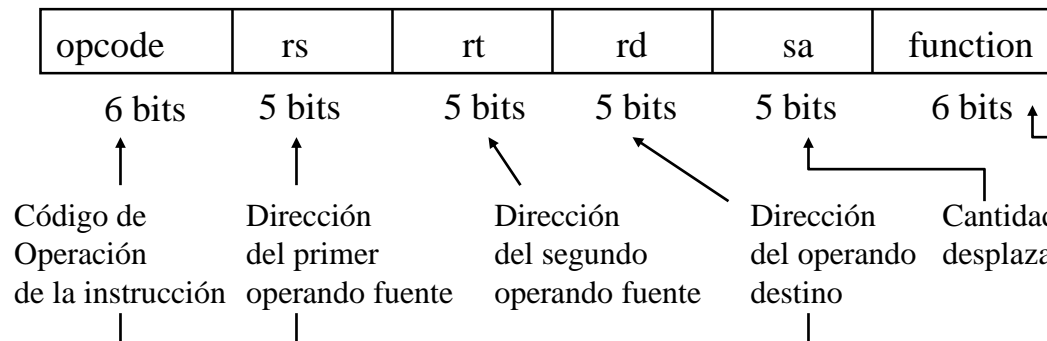 opcode rs rt rd sa function
6 bits 5 bits 5 bits 5 bits 5 bits 6 bits
Código de
Operación
de la instrucción
Dirección
del primer
operando fuente
Dirección
del segundo
operando fuente
Dirección
del operando
destino
Cantidad
desplaza